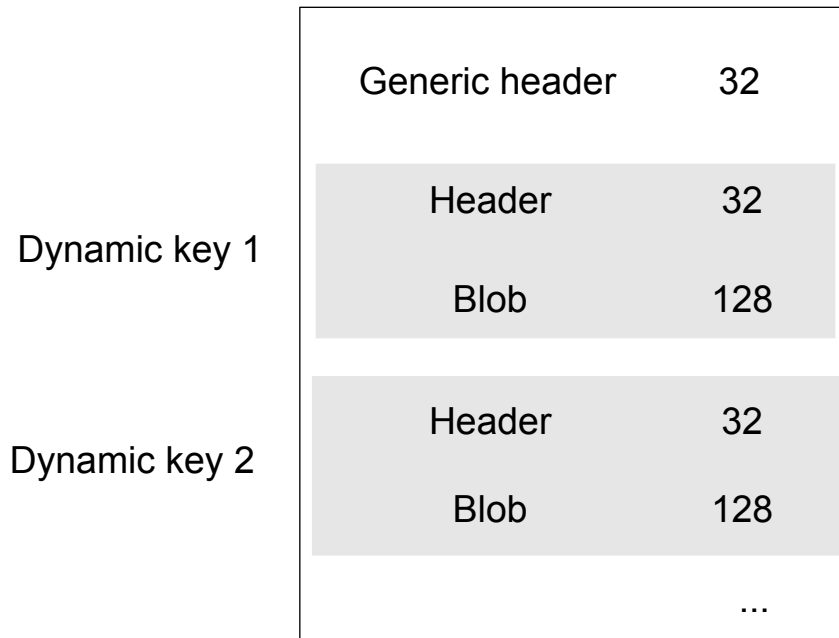 Generic header 32
Header 32
Dynamic key 1
Blob 128
Header 32
Dynamic key 2
Blob 128
...